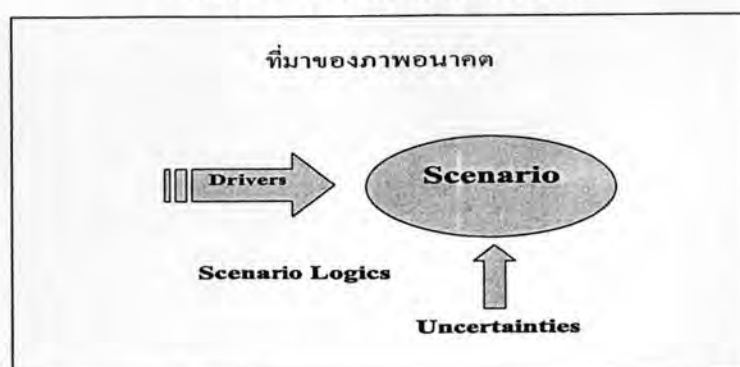 ที่มาของภาพอนาคต
Drivers
Scenario
Scenario Logics
Uncertainties